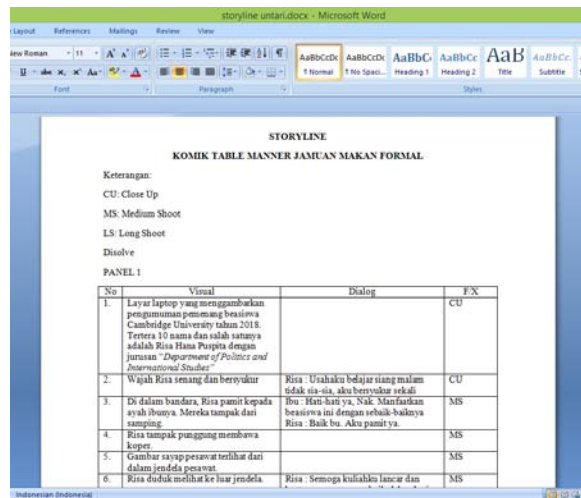 storyline untari.docx - Microsoft Word
Layout References Mailings Review View
New Roman 11
Font Paragraph Styles
AaBbCcDc AaBbCcDc AaBbC AaBbCc AaB AaBbCc.
¶ Normal ¶ No Spaci... Heading 1 Heading 2 Title Subtitle
STORYLINE
KOMIK TABLE MANNER JAMUAN MAKAN FORMAL
Keterangan:
CU: Close Up
MS: Medium Shoot
LS: Long Shoot
Disolve
PANEL 1
No Visual Dialog F/X
1. Layar laptop yang menggambarkan CU
pengumuman pemenang beasiswa
Cambridge University tahun 2018.
Tertera 10 nama dan salah satunya
adalah Risa Hana Puspita dengan
jurusan "Department of Politics and
International Studies"
2. Wajah Risa senang dan bersyukur Risa : Usahaku belajar siang malam CU
tidak sia-sia, aku bersyukur sekali
3. Di dalam bandara, Risa pamit kepada Ibu : Hati-hati ya, Nak. Manfaatkan MS
ayah ibunya. Mereka tampak dari beasiswa ini dengan sebaik-baiknya
samping. Risa : Baik bu. Aku pamit ya.
4. Risa tampak punggung membawa MS
koper.
5. Gambar sayap pesawat terlihat dari MS
dalam jendela pesawat.
6. Risa duduk melihat ke luar jendela. Risa : Semoga kuliahku lancar dan MS
Indonesian (Indonesia)